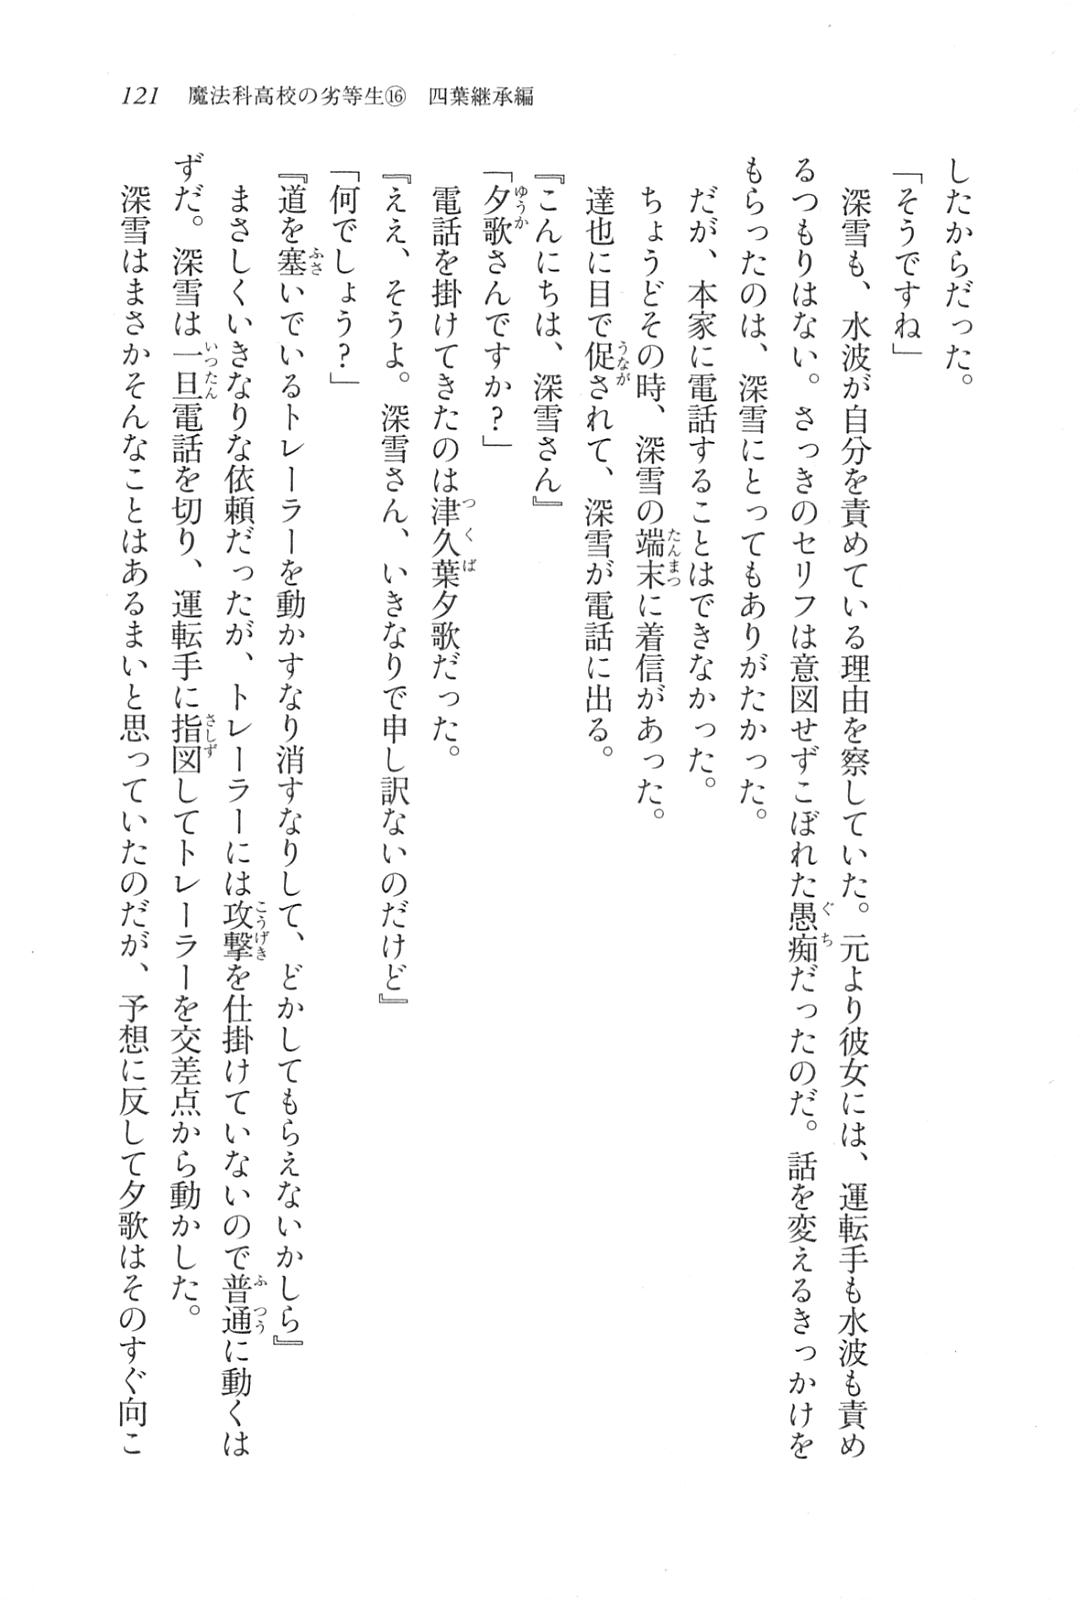 121 魔法科高校の劣等生⑯ 四葉継承編
したからだった。
「そうですね」
深雪も、水波が自分を責めている理由を察していた。元より彼女には、運転手も水波も責め
るつもりはない。さっきのセリフは意図せずこぼれた愚痴だったのだ。話を変えるきっかけを
もらったのは、深雪にとってもありがたかった。
だが、本家に電話することはできなかった。
ちょうどその時、深雪の端末に着信があった。
達也に目で促されて、深雪が電話に出る。
『こんにちは、深雪さん』
「夕歌さんですか?」
電話を掛けてきたのは津久葉夕歌だった。
『ええ、そうよ。深雪さん、いきなりで申し訳ないのだけど』
「何でしょう?」
『道を塞いでいるトレーラーを動かすなり消すなりして、どかしてもらえないかしら』
まさしくいきなりな依頼だったが、トレーラーには攻撃を仕掛けていないので普通に動くは
ずだ。深雪は一旦電話を切り、運転手に指図してトレーラーを交差点から動かした。
深雪はまさかそんなことはあるまいと思っていたのだが、予想に反して夕歌はそのすぐ向こ